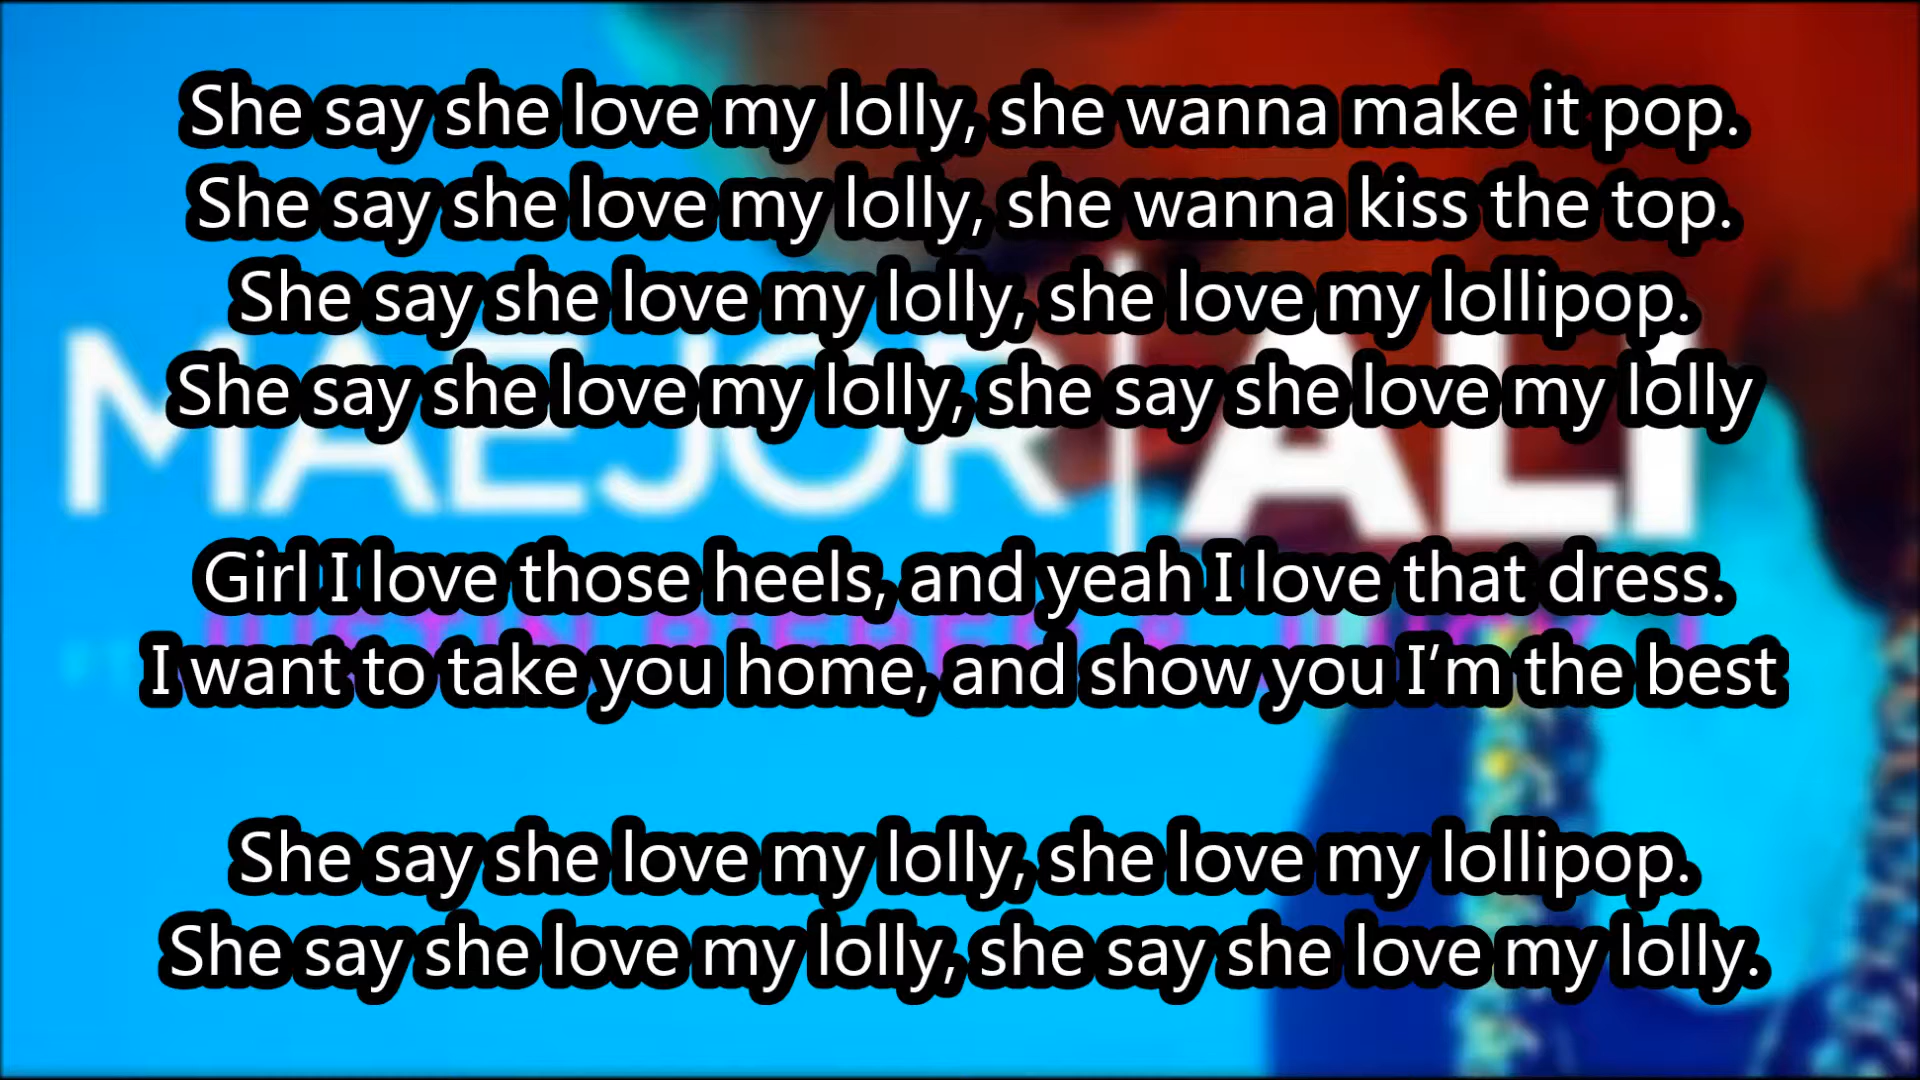 She say she love my lolly, she wanna make it pop.
She say she love my lolly, she wanna kiss the top.
She say she love my lolly, she love my lollipop.
MAEJOR | ALI
She say she love my lolly, she say she love my lolly
Girl I love those heels, and yeah I love that dress.
I want to take you home, and show you I’m the best
She say she love my lolly, she love my lollipop.
She say she love my lolly, she say she love my lolly.